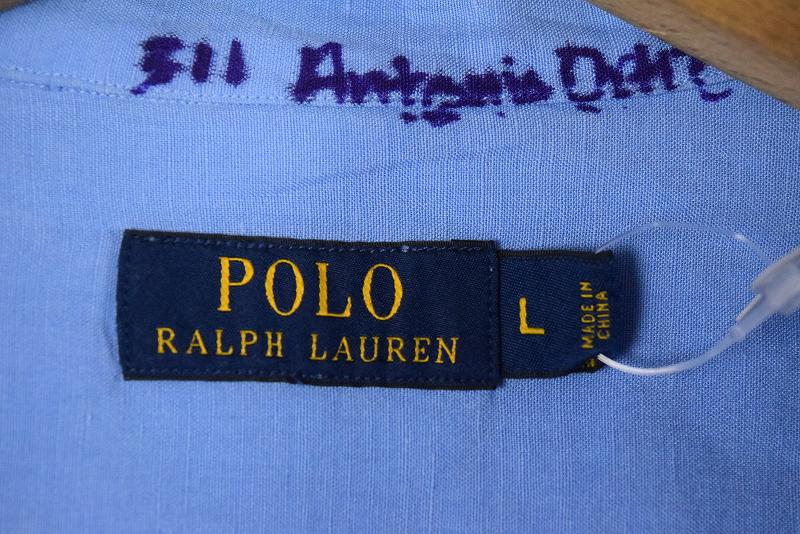 311 Antonio
POLO
RALPH LAUREN
L
MADE IN
CHINA